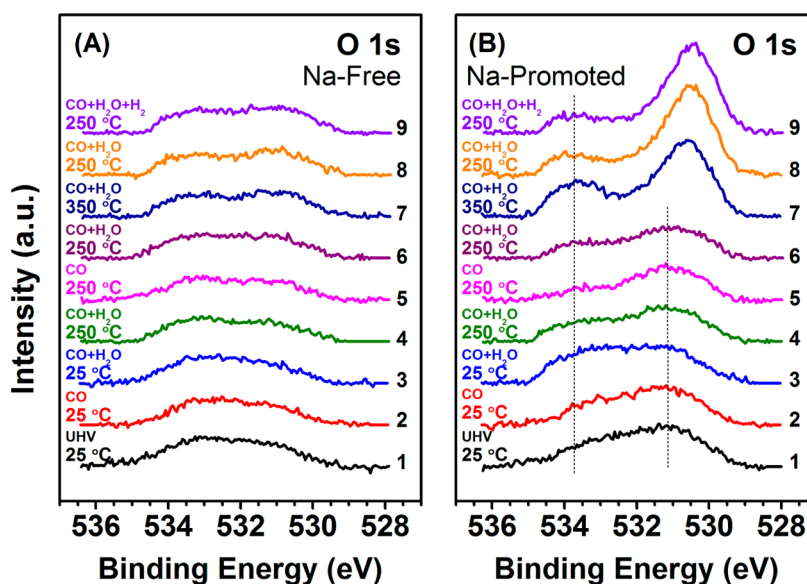 (A)
O 1s
Na-Free
CO+H₂O+H₂
250 °C
9
CO+H₂O
250 °C
8
CO+H₂O
350 °C
7
CO+H₂O
250 °C
6
CO
250 °C
5
CO+H₂O
250 °C
4
CO+H₂O
25 °C
3
CO
25 °C
2
UHV
25 °C
1
536 534 532 530 528
Binding Energy (eV)
Intensity (a.u.)
(B)
O 1s
Na-Promoted
CO+H₂O+H₂
250 °C
9
CO+H₂O
250 °C
8
CO+H₂O
350 °C
7
CO+H₂O
250 °C
6
CO
250 °C
5
CO+H₂O
250 °C
4
CO+H₂O
25 °C
3
CO
25 °C
2
UHV
25 °C
1
536 534 532 530 528
Binding Energy (eV)